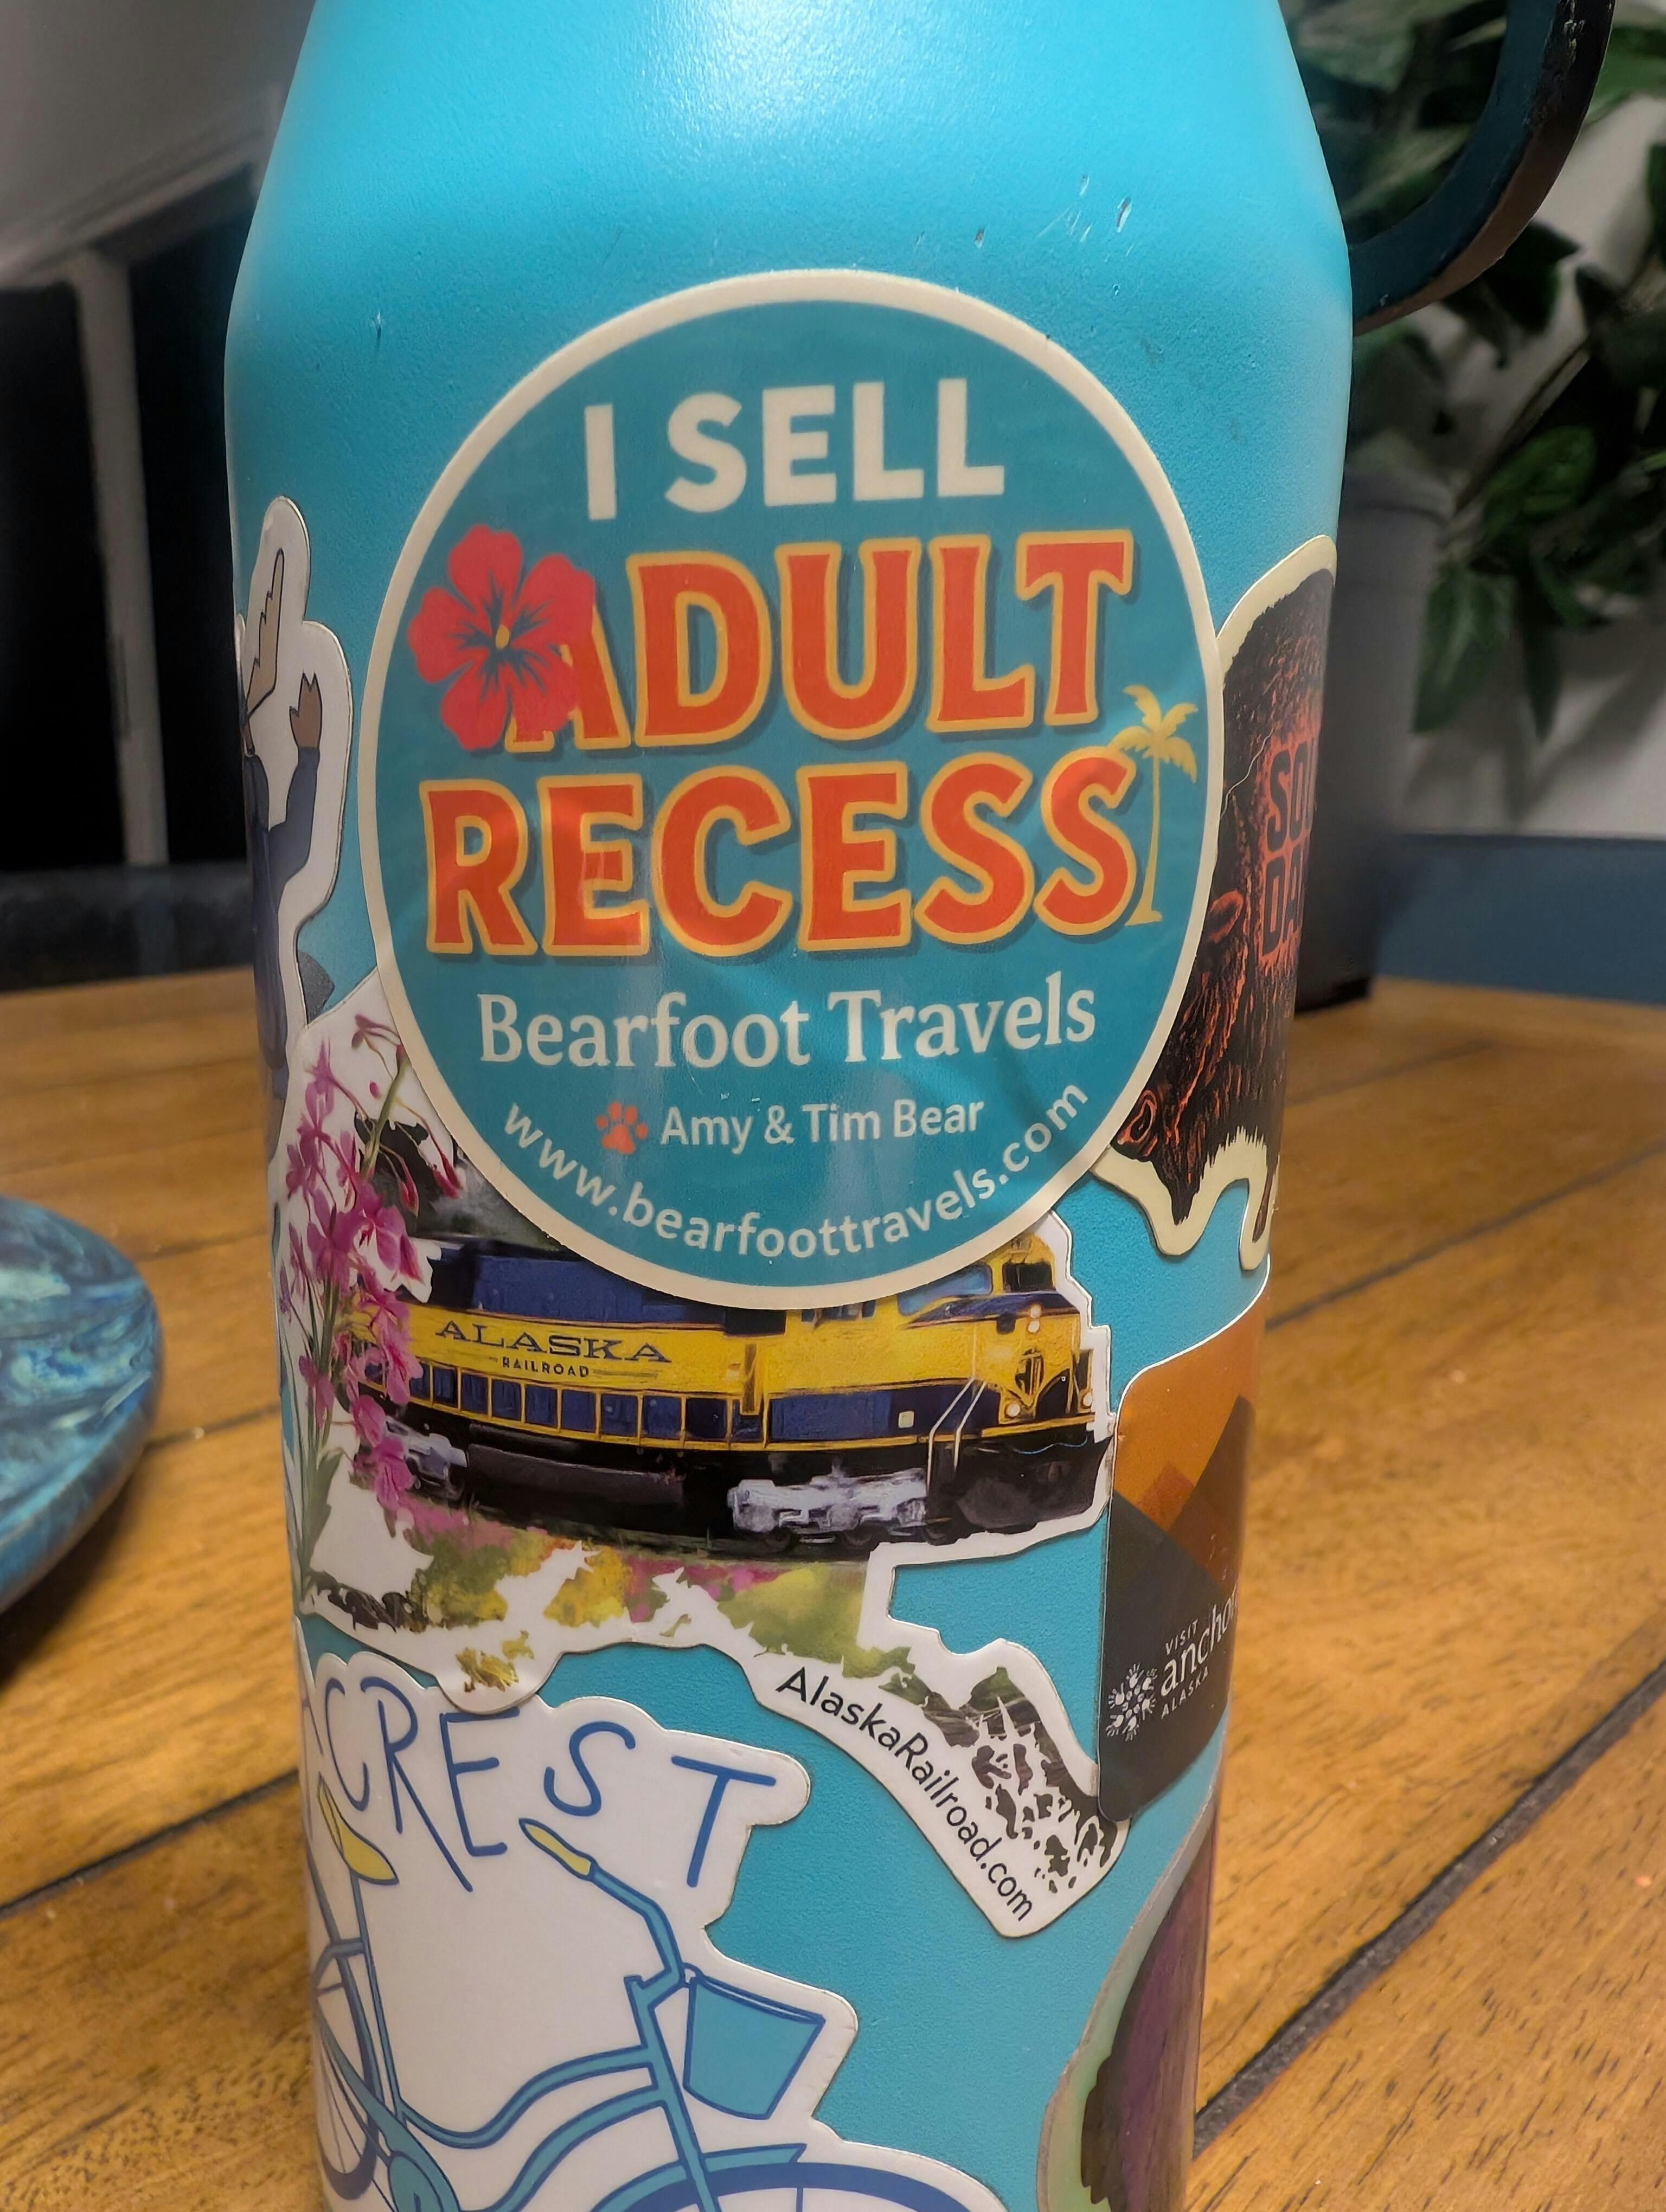 I SELL
ADULT
RECESS
Bearfoot Travels
Amy & Tim Bear
www.bearfoottravels.com
ALASKA
RAILROAD
AlaskaRailroad.com
VISIT
ALASKA
CREST